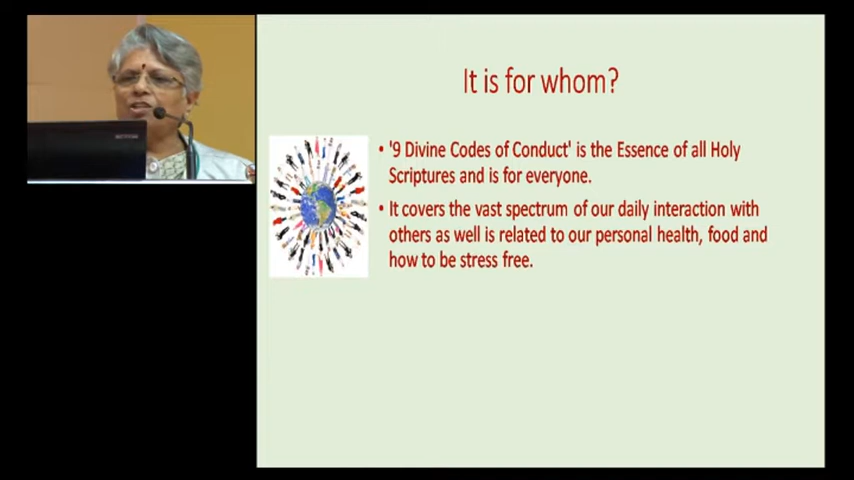 It is for whom?
• '9 Divine Codes of Conduct' is the Essence of all Holy
Scriptures and is for everyone.
• It covers the vast spectrum of our daily interaction with
others as well is related to our personal health, food and
how to be stress free.